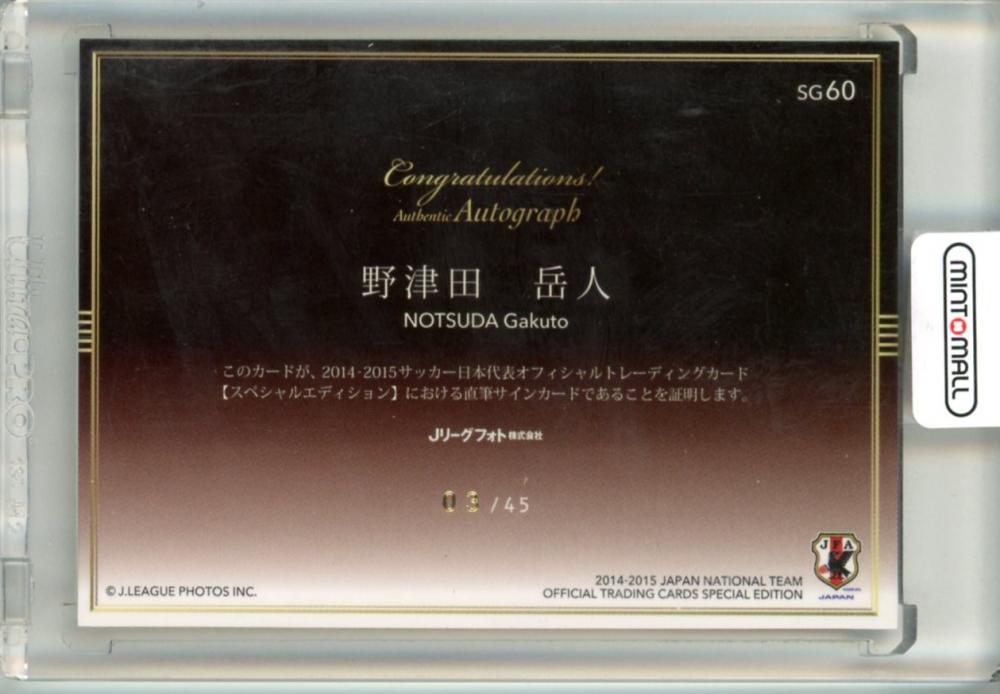 SG60
Congratulations!
Authentic Autograph
野津田 岳人
NOTSUDA Gakuto
このカードが、2014-2015サッカー日本代表オフィシャルトレーディングカード
【スペシャルエディション】における直筆サインカードであることを証明します。
Jリーグフォト株式会社
03/45
JFA
JAPAN
© J.LEAGUE PHOTOS INC.
2014-2015 JAPAN NATIONAL TEAM
OFFICIAL TRADING CARDS SPECIAL EDITION
MINT MALL